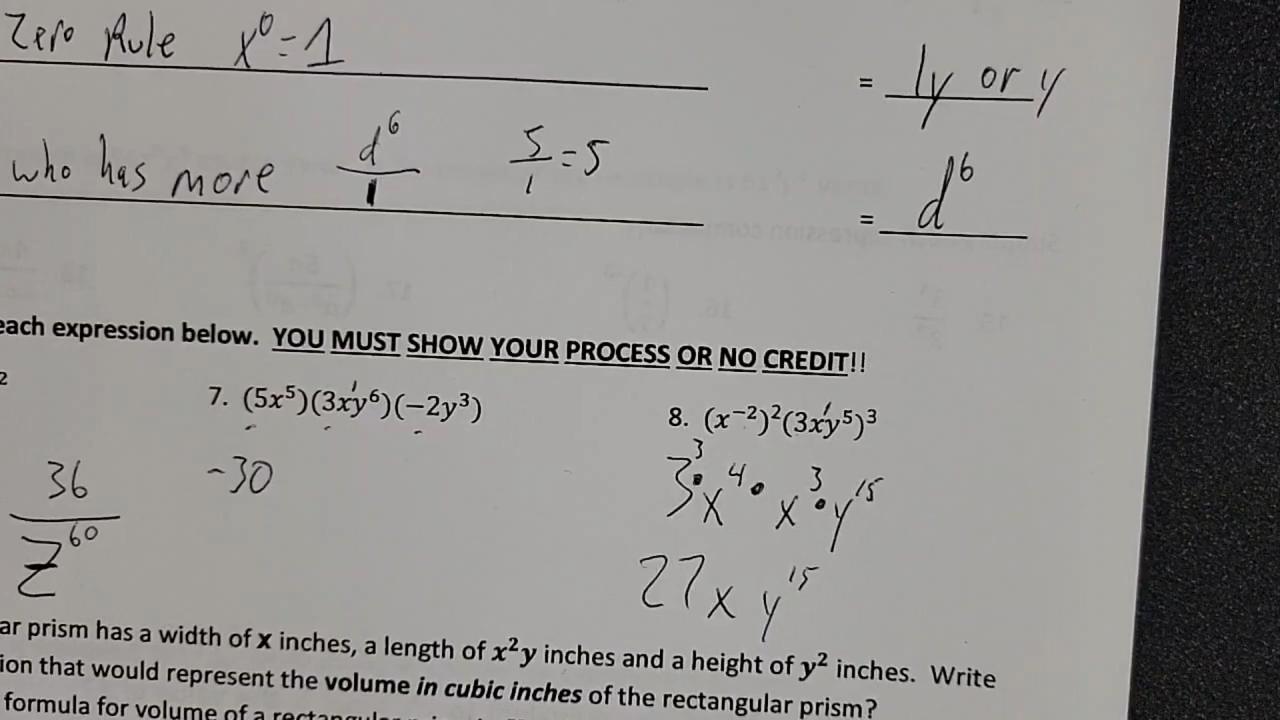 Zero Rule x⁰=1 = 1y or y
who has more d⁶/1 5/1=5 = d⁶
each expression below. YOU MUST SHOW YOUR PROCESS OR NO CREDIT!!
2 7. (5x⁵)(3x¹y⁶)(−2y³) 8. (x⁻²)²(3x¹y⁵)³
36/z⁶⁰ -30 3³•x⁴•x³•y¹⁵
27xy¹⁵
ar prism has a width of x inches, a length of x²y inches and a height of y² inches. Write
ion that would represent the volume in cubic inches of the rectangular prism?
formula for volume of a